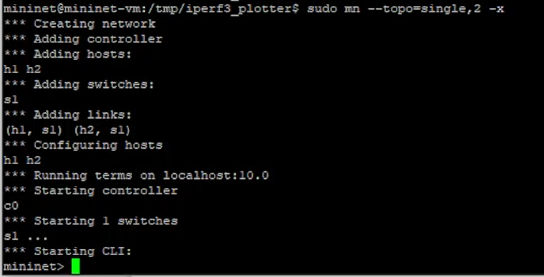 mininet@mininet-vm:/tmp/iperf3_plotter$ sudo mn --topo=single,2 -x
*** Creating network
*** Adding controller
*** Adding hosts:
h1 h2
*** Adding switches:
s1
*** Adding links:
(h1, s1) (h2, s1)
*** Configuring hosts
h1 h2
*** Running terms on localhost:10.0
*** Starting controller
c0
*** Starting 1 switches
s1 ...
*** Starting CLI:
mininet>